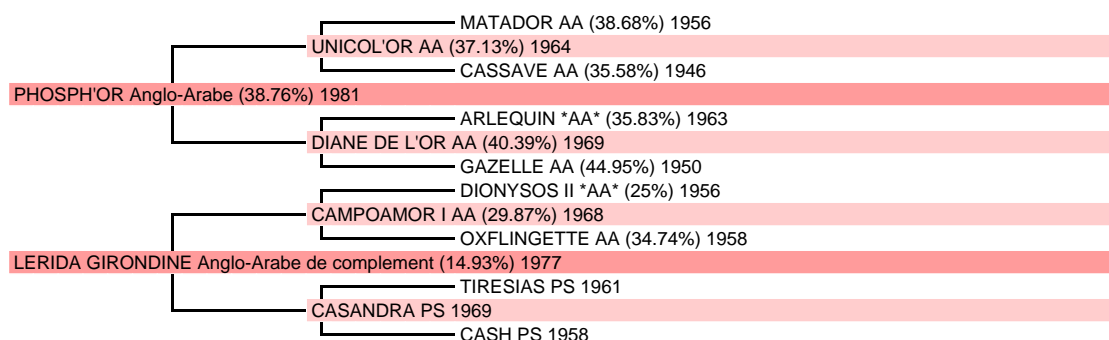 MATADOR AA (38.68%) 1956
UNICOL'OR AA (37.13%) 1964
CASSAVE AA (35.58%) 1946
PHOSPH'OR Anglo-Arabe (38.76%) 1981
ARLEQUIN *AA* (35.83%) 1963
DIANE DE L'OR AA (40.39%) 1969
GAZELLE AA (44.95%) 1950
DIONYSOS II *AA* (25%) 1956
CAMPOAMOR I AA (29.87%) 1968
OXFLINGETTE AA (34.74%) 1958
LERIDA GIRONDINE Anglo-Arabe de complement (14.93%) 1977
TIRESIAS PS 1961
CASANDRA PS 1969
CASH PS 1958